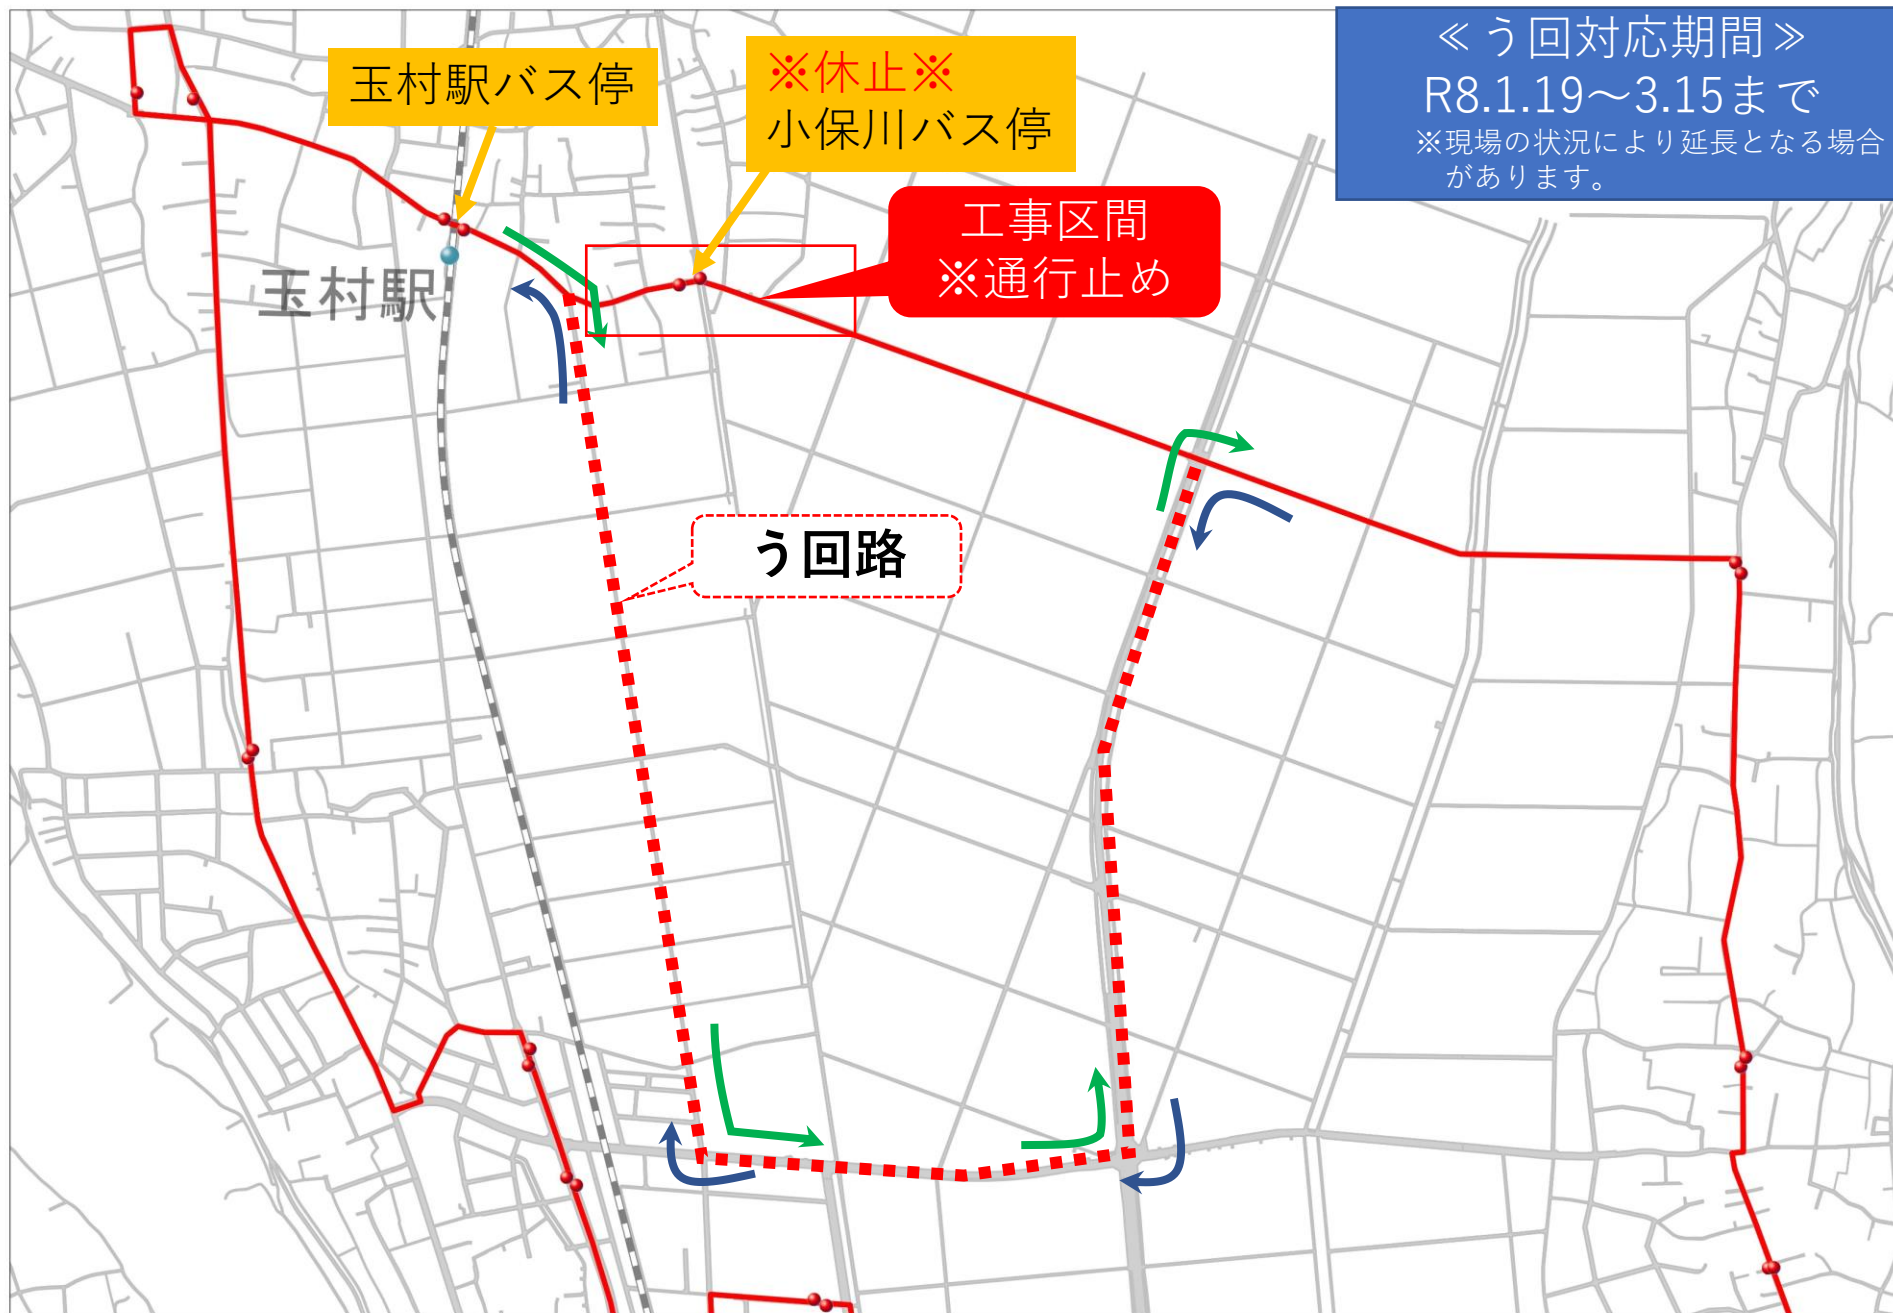 ≪う回対応期間≫
R8.1.19～3.15まで
※現場の状況により延長となる場合
があります。
玉村駅バス停
※休止※
小保川バス停
工事区間
※通行止め
玉村駅
う回路